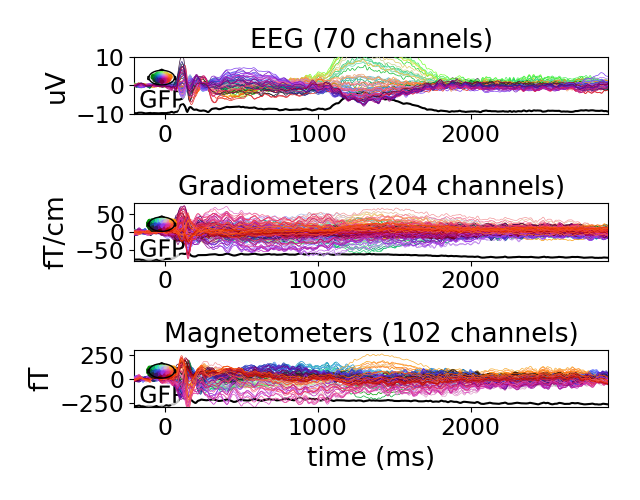 EEG (70 channels)
10
0
−10
uV
GFP
0 1000 2000
Gradiometers (204 channels)
50
0
−50
fT/cm
GFP
0 1000 2000
Magnetometers (102 channels)
250
0
−250
fT
GFP
0 1000 2000
time (ms)